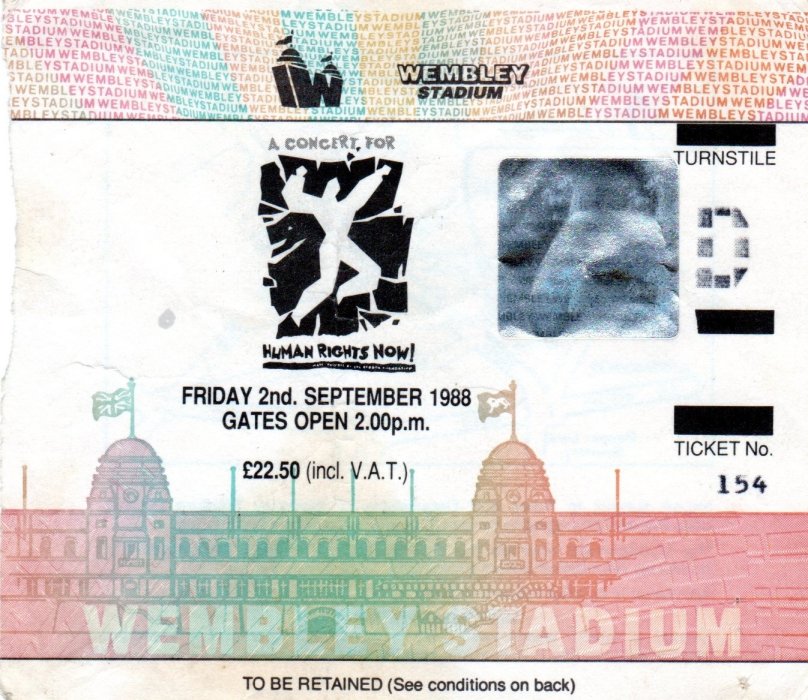 WEMBLEY
STADIUM
A CONCERT FOR
HUMAN RIGHTS NOW!
FRIDAY 2nd. SEPTEMBER 1988
GATES OPEN 2.00p.m.
£22.50 (incl. V.A.T.)
TURNSTILE
D
TICKET No.
154
WEMBLEY STADIUM
TO BE RETAINED (See conditions on back)